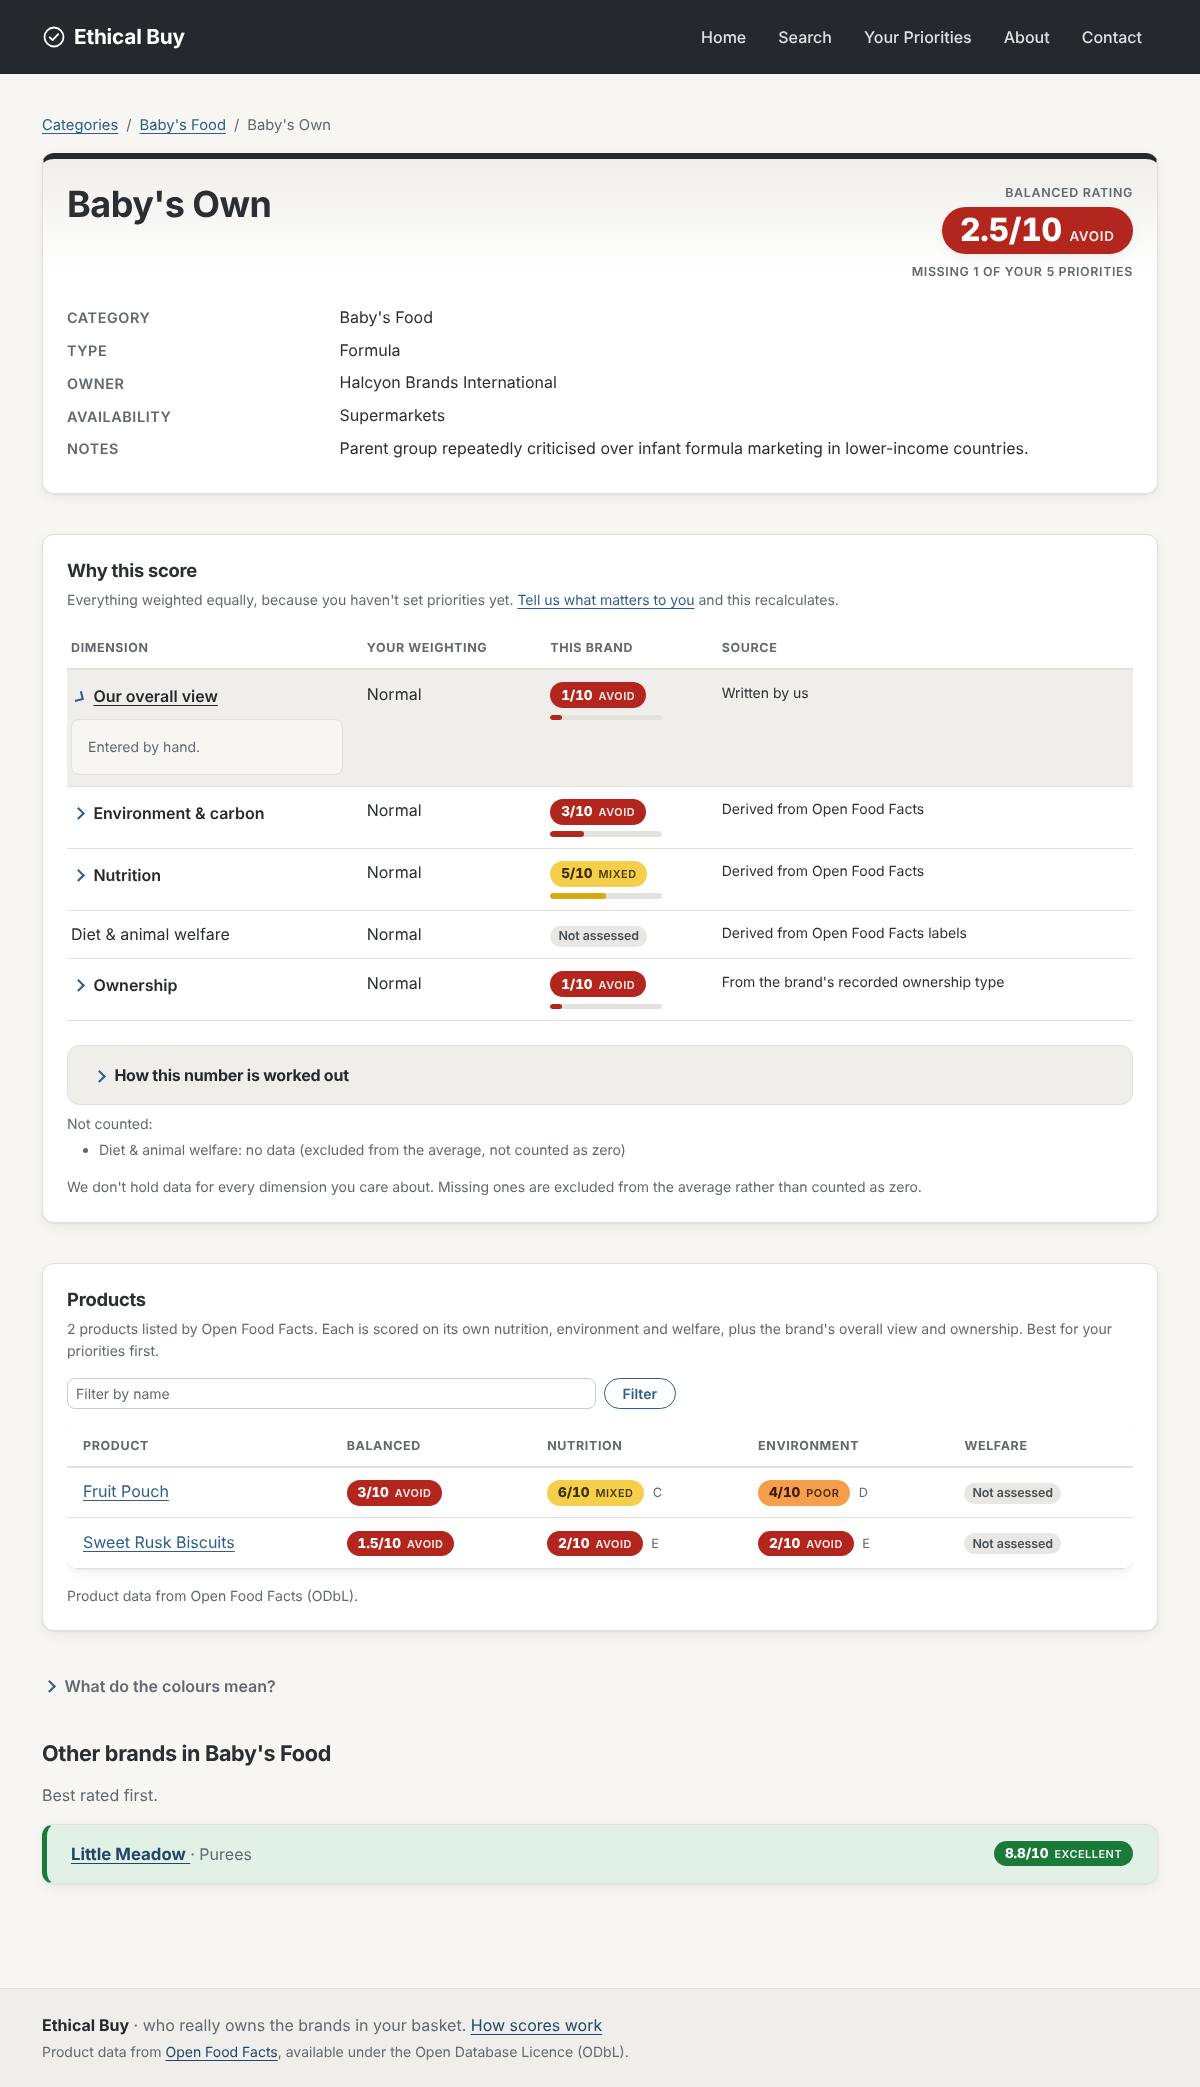 Ethical Buy
Home Search Your Priorities About Contact
Categories / Baby's Food / Baby's Own
Baby's Own
BALANCED RATING
2.5/10 AVOID
MISSING 1 OF YOUR 5 PRIORITIES
CATEGORY Baby's Food
TYPE Formula
OWNER Halcyon Brands International
AVAILABILITY Supermarkets
NOTES Parent group repeatedly criticised over infant formula marketing in lower-income countries.
Why this score
Everything weighted equally, because you haven't set priorities yet. Tell us what matters to you and this recalculates.
DIMENSION YOUR WEIGHTING THIS BRAND SOURCE
Our overall view Normal 1/10 AVOID Written by us
Entered by hand.
Environment & carbon Normal 3/10 AVOID Derived from Open Food Facts
Nutrition Normal 5/10 MIXED Derived from Open Food Facts
Diet & animal welfare Normal Not assessed Derived from Open Food Facts labels
Ownership Normal 1/10 AVOID From the brand's recorded ownership type
How this number is worked out
Not counted:
• Diet & animal welfare: no data (excluded from the average, not counted as zero)
We don't hold data for every dimension you care about. Missing ones are excluded from the average rather than counted as zero.
Products
2 products listed by Open Food Facts. Each is scored on its own nutrition, environment and welfare, plus the brand's overall view and ownership. Best for your
priorities first.
Filter by name Filter
PRODUCT BALANCED NUTRITION ENVIRONMENT WELFARE
Fruit Pouch 3/10 AVOID 6/10 MIXED C 4/10 POOR D Not assessed
Sweet Rusk Biscuits 1.5/10 AVOID 2/10 AVOID E 2/10 AVOID E Not assessed
Product data from Open Food Facts (ODbL).
What do the colours mean?
Other brands in Baby's Food
Best rated first.
Little Meadow · Purees 8.8/10 EXCELLENT
Ethical Buy · who really owns the brands in your basket. How scores work
Product data from Open Food Facts, available under the Open Database Licence (ODbL).